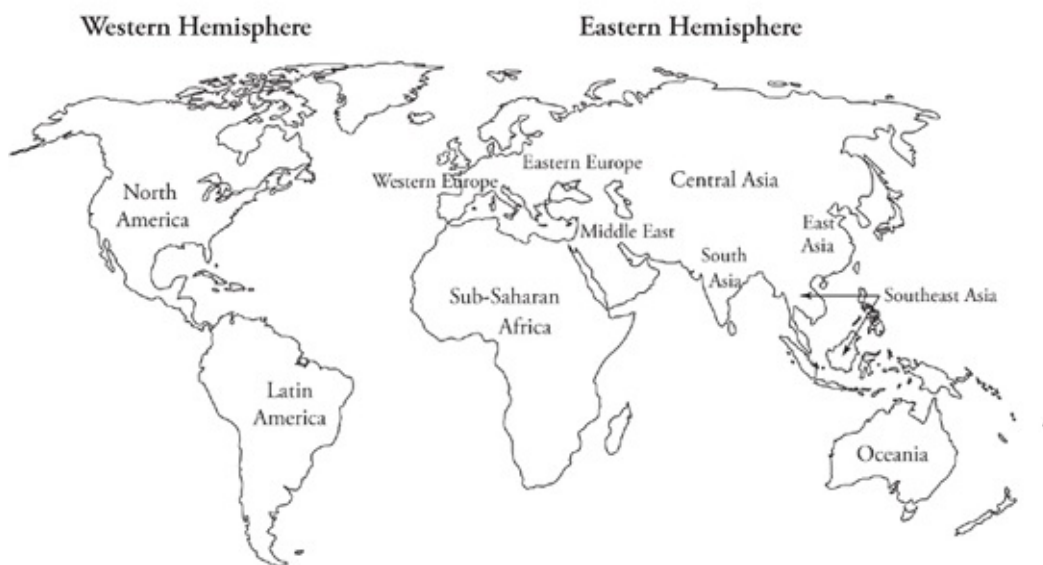 Western Hemisphere
Eastern Hemisphere
North
America
Western Europe
Eastern Europe
Central Asia
Middle East
East
Asia
South
Asia
Southeast Asia
Sub-Saharan
Africa
Latin
America
Oceania